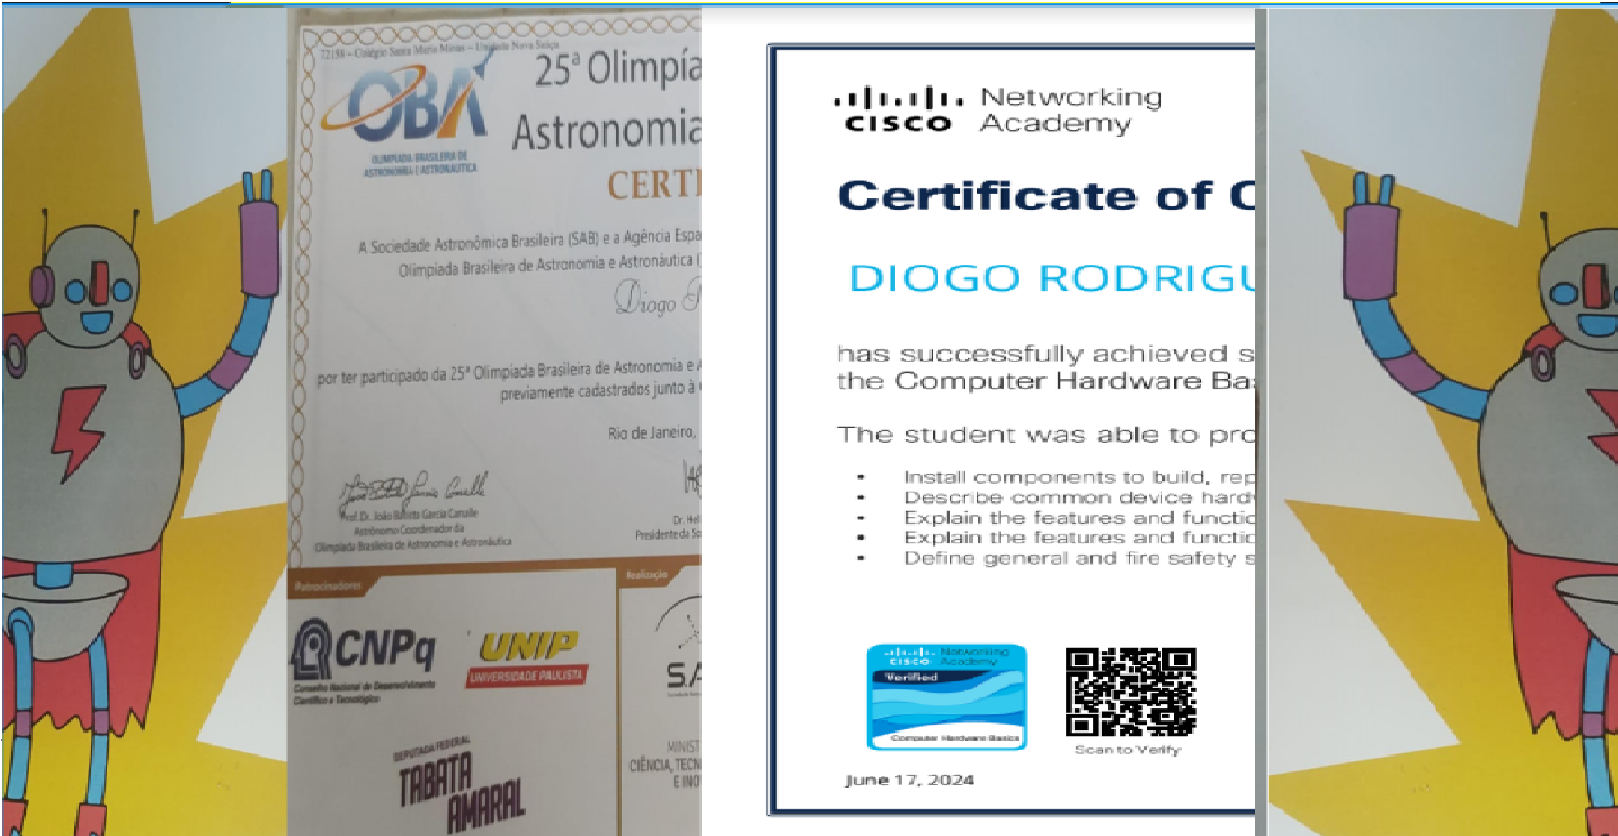 72158 - Colégio Santa Maria Minas - Unidade Nova Suíça
OBA
OLIMPÍADA BRASILEIRA DE
ASTRONOMIA E ASTRONÁUTICA
25ª Olimpía
Astronomia
CERTI
A Sociedade Astronômica Brasileira (SAB) e a Agência Espa
Olimpíada Brasileira de Astronomia e Astronáutica (
Diogo
por ter participado da 25ª Olimpíada Brasileira de Astronomia e A
previamente cadastrados junto à
Rio de Janeiro,
Prof. Dr. João Batista Garcia Canalle
Astrônomo Coordenador da
Olimpíada Brasileira de Astronomia e Astronáutica
Dr. Hel
Presidente da So
Patrocinadores
Realização
CNPq
Conselho Nacional de Desenvolvimento
Científico e Tecnológico
UNIP
UNIVERSIDADE PAULISTA
S.A
DEPUTADA FEDERAL
TABATA
AMARAL
MINIST
CIÊNCIA, TECN
E INO
CISCO Networking
Academy
Certificate of C
DIOGO RODRIGU
has successfully achieved s
the Computer Hardware Ba
The student was able to pro
• Install components to build, rep
• Describe common device hard
• Explain the features and functio
• Explain the features and functio
• Define general and fire safety s
CISCO Networking
Academy
Verified
Computer Hardware Basics
Scan to Verify
June 17, 2024